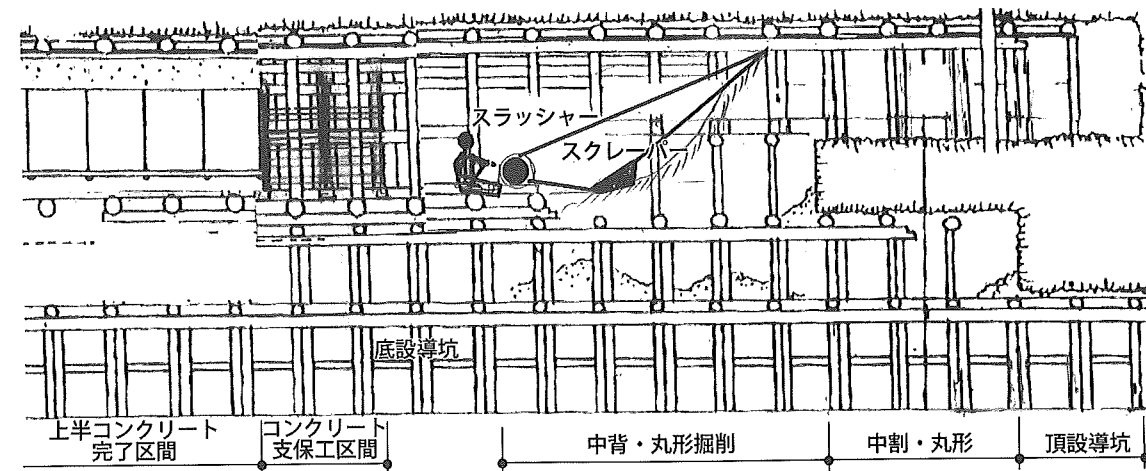 スラッシャー
スクレーパー
底設導坑
上半コンクリート
完了区間
コンクリート
支保工区間
中背・丸形掘削
中割・丸形
頂設導坑